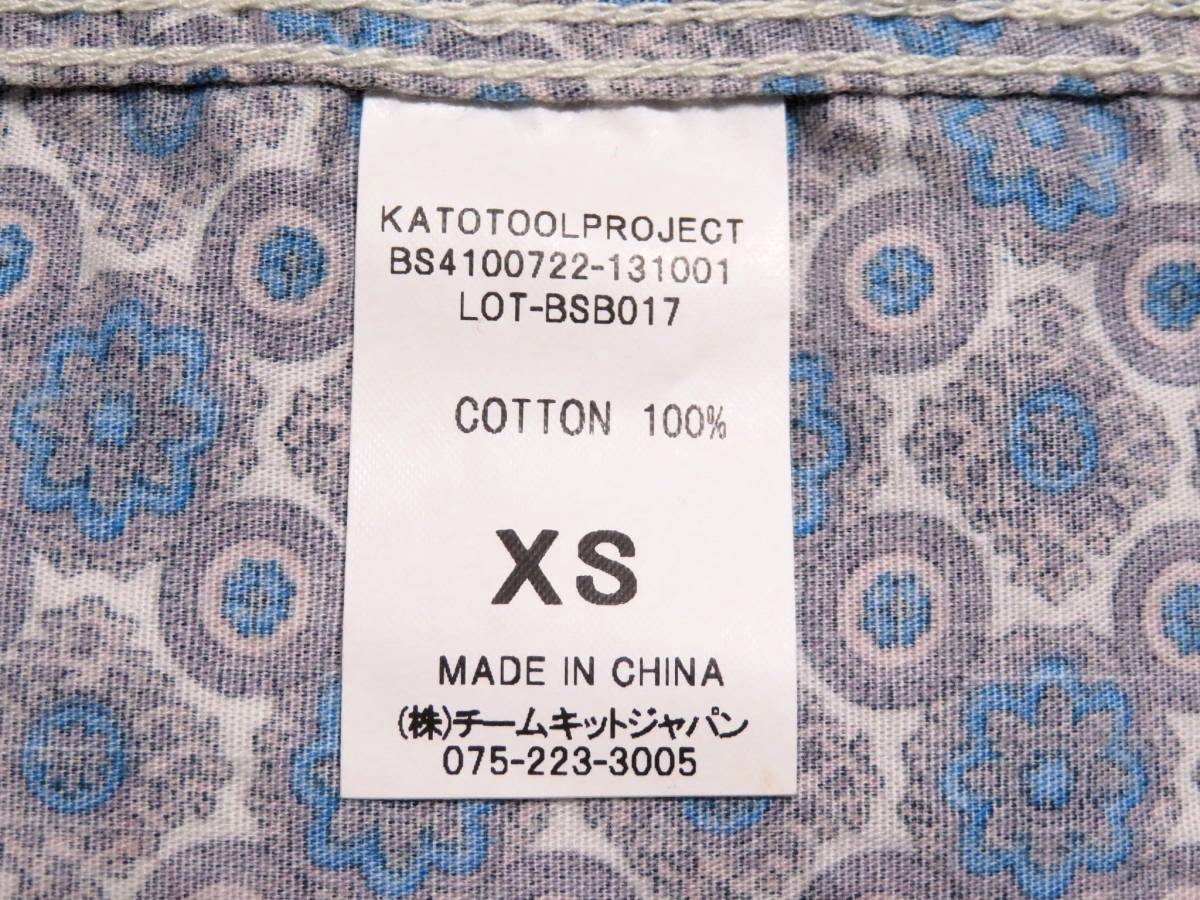 KATOTOOLPROJECT
BS4100722-131001
LOT-BSB017
COTTON 100%
XS
MADE IN CHINA
(株)チームキットジャパン
075-223-3005